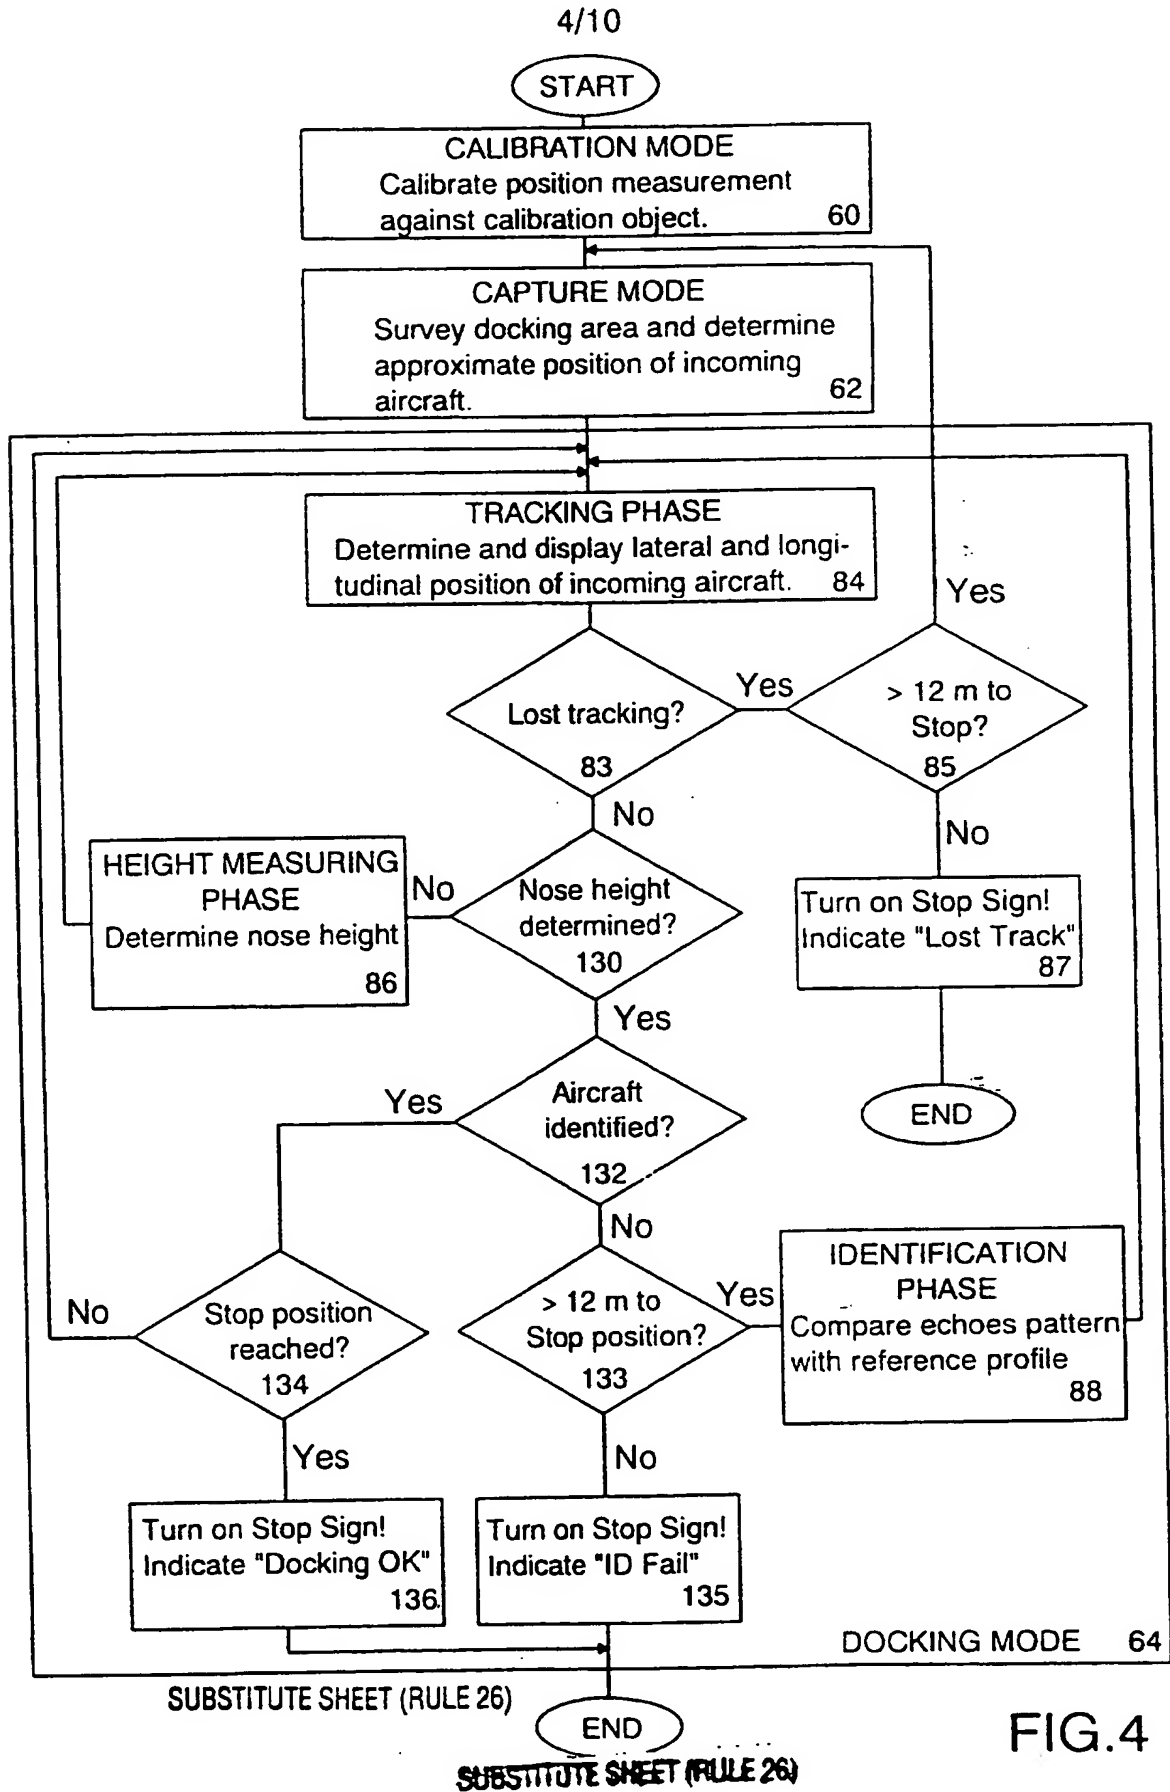 4/10
START
CALIBRATION MODE
Calibrate position measurement
against calibration object.
60
CAPTURE MODE
Survey docking area and determine
approximate position of incoming
aircraft.
62
TRACKING PHASE
Determine and display lateral and longi-
tudinal position of incoming aircraft.
84
Lost tracking?
83
Yes
> 12 m to
Stop?
85
Yes
No
No
Turn on Stop Sign!
Indicate "Lost Track"
87
END
HEIGHT MEASURING
PHASE
Determine nose height
86
No
Nose height
determined?
130
Yes
Aircraft
identified?
132
Yes
No
Stop position
reached?
134
No
Yes
> 12 m to
Stop position?
133
Yes
No
IDENTIFICATION
PHASE
Compare echoes pattern
with reference profile
88
Turn on Stop Sign!
Indicate "Docking OK"
136
Turn on Stop Sign!
Indicate "ID Fail"
135
DOCKING MODE 64
SUBSTITUTE SHEET (RULE 26)
END
FIG.4
SUBSTITUTE SHEET (RULE 26)